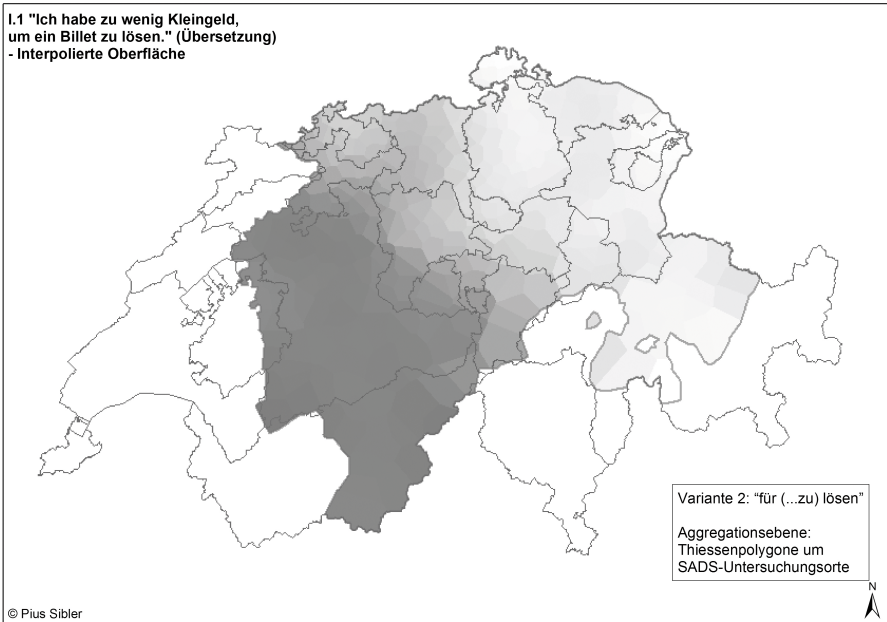 I.1 "Ich habe zu wenig Kleingeld,
um ein Billet zu lösen." (Übersetzung)
- Interpolierte Oberfläche
Variante 2: “für (...zu) lösen”
Aggregationsebene:
Thiessenpolygone um
SADS-Untersuchungsorte
N
© Pius Sibler